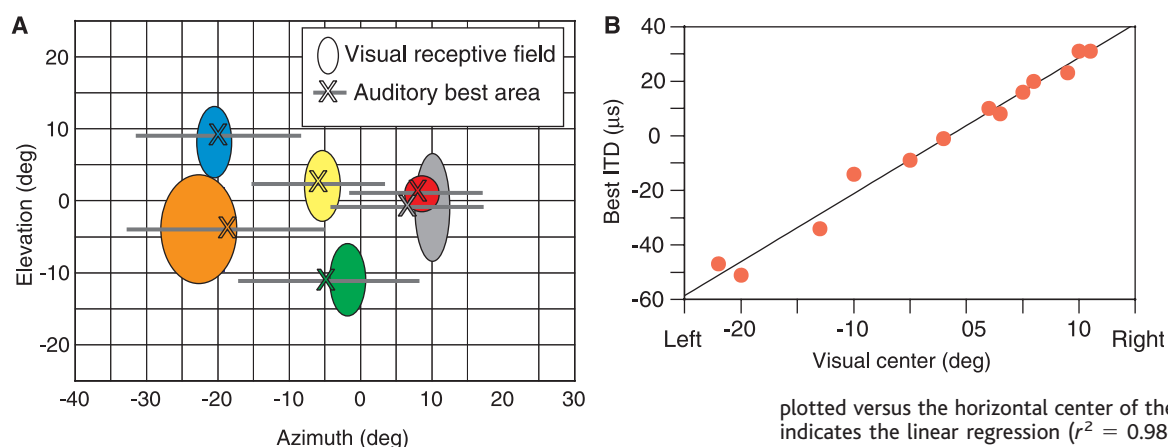 A
Visual receptive field
Auditory best area
20
10
0
-10
-20
Elevation (deg)
-40 -30 -20 -10 0 10 20 30
Azimuth (deg)
B
40
20
0
-20
-40
-60
Best ITD (µs)
Left -20 -10 05 10 Right
Visual center (deg)
plotted versus the horizontal center of the
indicates the linear regression (r² = 0.98